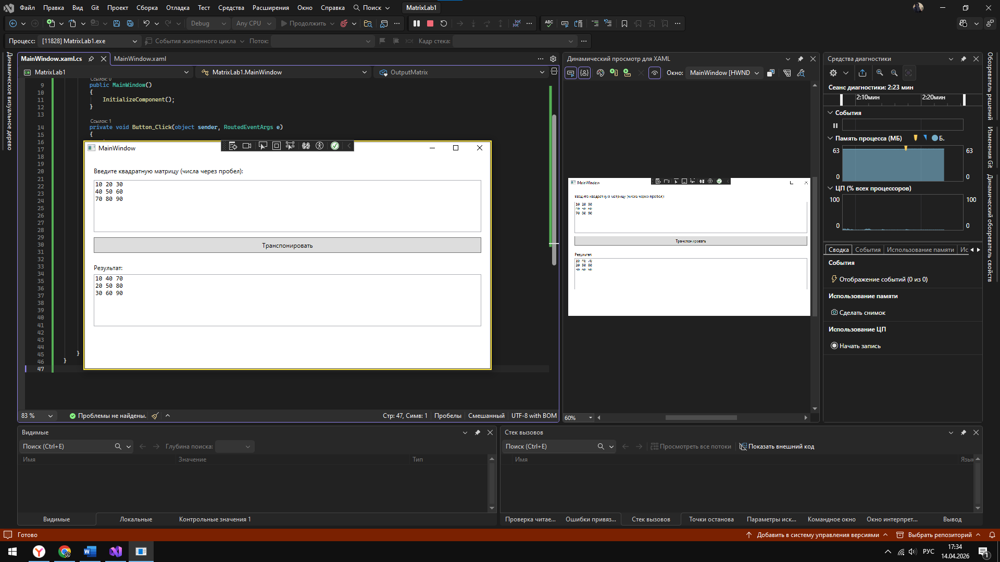 Файл Правка Вид Git Проект Сборка Отладка Тест Средства Расширения Окно Справка Поиск MatrixLab1
Debug Any CPU Продолжить
Процесс: [11828] MatrixLab1.exe События жизненного цикла Поток: Кадр стека:
Динамическое визуальное дерево
MainWindow.xaml.cs MainWindow.xaml
MatrixLab1 MatrixLab1.MainWindow OutputMatrix
Ссылок: 0
9 public MainWindow()
10 {
11 InitializeComponent();
12 }
13
Ссылок: 1
14 private void Button_Click(object sender, RoutedEventArgs e)
15 {
16
17
18
19
20
21
22
23
24
25
26
27
28
29
30
31
32
33
34
35
36
37
38
39
40
41
42
43
44
45 }
46 }
47
MainWindow
Введите квадратную матрицу (числа через пробел):
10 20 30
40 50 60
70 80 90
Транспонировать
Результат:
10 40 70
20 50 80
30 60 90
83 % Проблемы не найдены. Стр: 47, Симв: 1 Пробелы Смешанный UTF-8 with BOM
Динамический просмотр для XAML
Окно: MainWindow [HWND
MainWindow
Введите квадратную матрицу (числа через пробел):
10 20 30
40 50 60
70 80 90
Транспонировать
Результат:
10 40 70
20 50 80
30 60 90
60%
Средства диагностики
Сеанс диагностики: 2:23 мин
2:10мин 2:20мин
События
Память процесса (МБ) Б..
63 63
0 0
ЦП (% всех процессоров)
100 100
0 0
Сводка События Использование памяти Ис
События
Отображение событий (0 из 0)
Использование памяти
Сделать снимок
Использование ЦП
Начать запись
Обозреватель решений
Изменения Git
Динамический обозреватель свойств
Видимые
Поиск (Ctrl+E) Глубина поиска:
Имя Значение Тип
Видимые Локальные Контрольные значения 1
Стек вызовов
Поиск (Ctrl+E) Просмотреть все потоки Показать внешний код
Имя Язык
Проверка читае... Ошибки привяз... Стек вызовов Точки останова Параметры иск... Командное окно Окно интерпрет... Вывод
Готово Добавить в систему управления версиями Выбрать репозиторий
РУС 17:34
14.04.2026
1